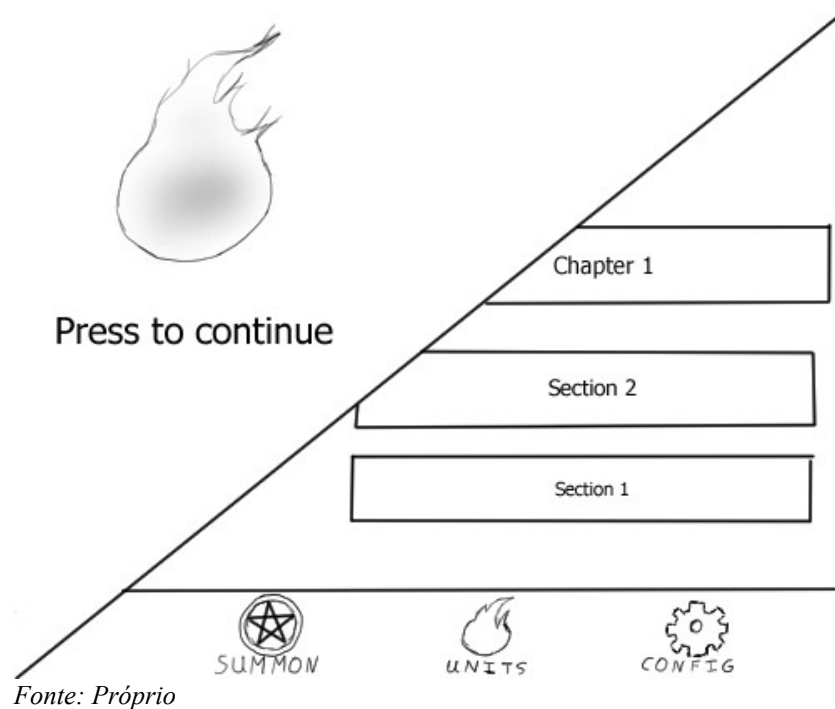 Press to continue
Chapter 1
Section 2
Section 1
SUMMON
UNITS
CONFIG
Fonte: Próprio